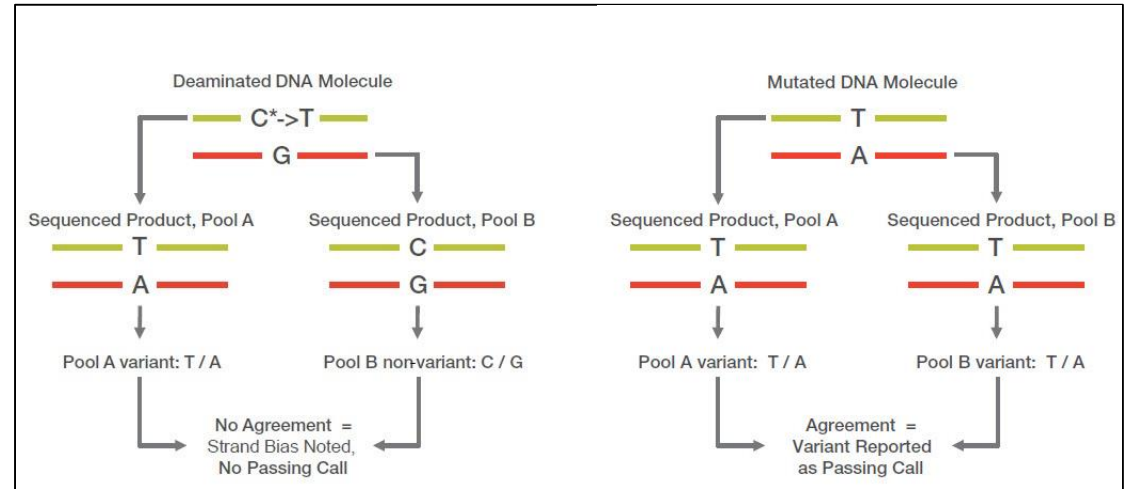 Deaminated DNA Molecule
C*->T
G
Sequenced Product, Pool A
T
A
Pool A variant: T / A
Sequenced Product, Pool B
C
G
Pool B non-variant: C / G
No Agreement =
Strand Bias Noted,
No Passing Call
Mutated DNA Molecule
T
A
Sequenced Product, Pool A
T
A
Pool A variant: T / A
Sequenced Product, Pool B
T
A
Pool B variant: T / A
Agreement =
Variant Reported
as Passing Call